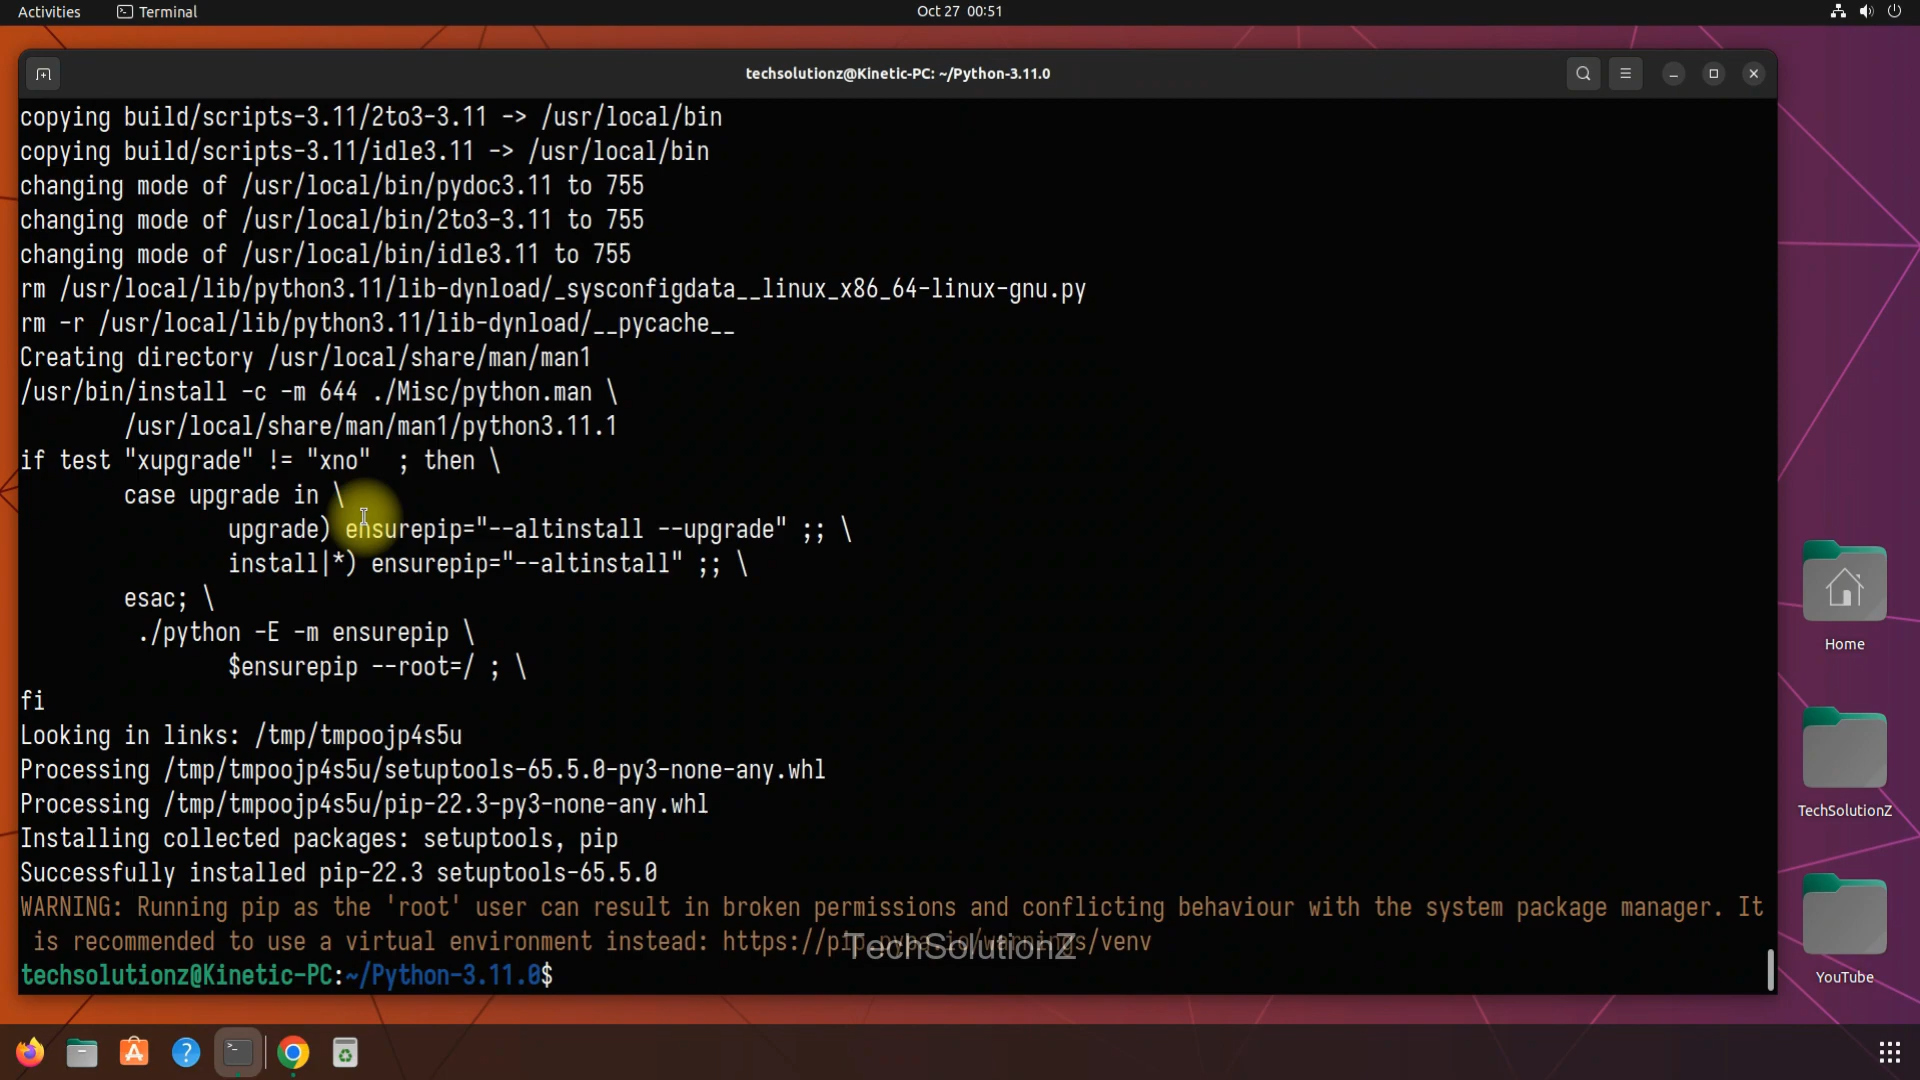 Activities Terminal Oct 27 00:51
techsolutionz@Kinetic-PC: ~/Python-3.11.0
copying build/scripts-3.11/2to3-3.11 -> /usr/local/bin
copying build/scripts-3.11/idle3.11 -> /usr/local/bin
changing mode of /usr/local/bin/pydoc3.11 to 755
changing mode of /usr/local/bin/2to3-3.11 to 755
changing mode of /usr/local/bin/idle3.11 to 755
rm /usr/local/lib/python3.11/lib-dynload/_sysconfigdata__linux_x86_64-linux-gnu.py
rm -r /usr/local/lib/python3.11/lib-dynload/__pycache__
Creating directory /usr/local/share/man/man1
/usr/bin/install -c -m 644 ./Misc/python.man \
/usr/local/share/man/man1/python3.11.1
if test "xupgrade" != "xno"  ; then \
case upgrade in \
upgrade) ensurepip="--altinstall --upgrade" ;; \
install|*) ensurepip="--altinstall" ;; \
esac; \
./python -E -m ensurepip \
$ensurepip --root=/ ; \
fi
Looking in links: /tmp/tmpoojp4s5u
Processing /tmp/tmpoojp4s5u/setuptools-65.5.0-py3-none-any.whl
Processing /tmp/tmpoojp4s5u/pip-22.3-py3-none-any.whl
Installing collected packages: setuptools, pip
Successfully installed pip-22.3 setuptools-65.5.0
WARNING: Running pip as the 'root' user can result in broken permissions and conflicting behaviour with the system package manager. It
is recommended to use a virtual environment instead: https://pip.pypa.io/warnings/venv
TechSolutionZ
techsolutionz@Kinetic-PC:~/Python-3.11.0$
Home
TechSolutionZ
YouTube